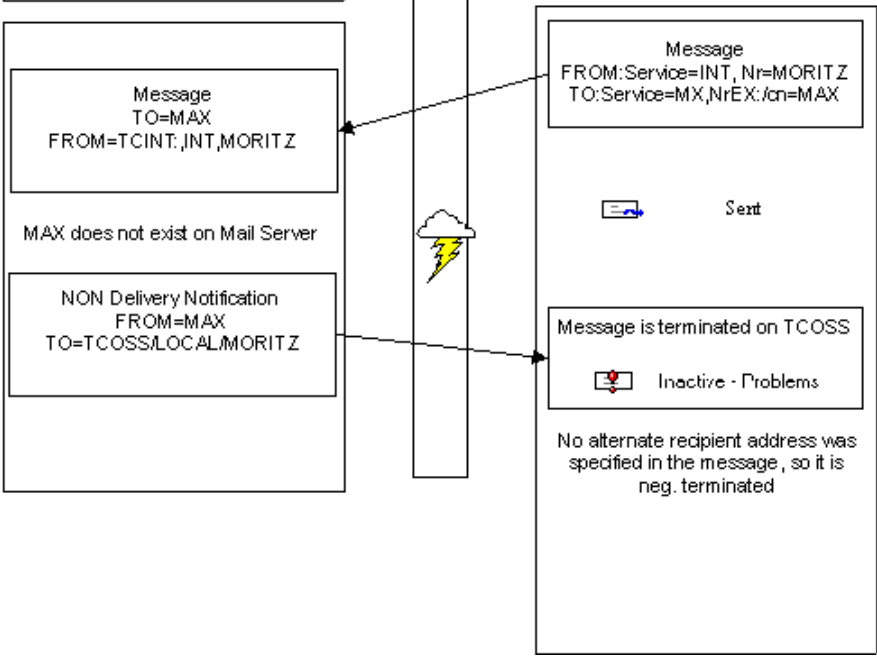 Message
TO=MAX
FROM=TCINT:,INT,MORITZ
MAX does not exist on Mail Server
NON Delivery Notification
FROM=MAX
TO=TCOSS/LOCAL/MORITZ
Message
FROM:Service=INT, Nr=MORITZ
TO:Service=MX,NrEX:/cn=MAX
Sent
Message is terminated on TCOSS
Inactive - Problems
No alternate recipient address was
specified in the message, so it is
neg. terminated